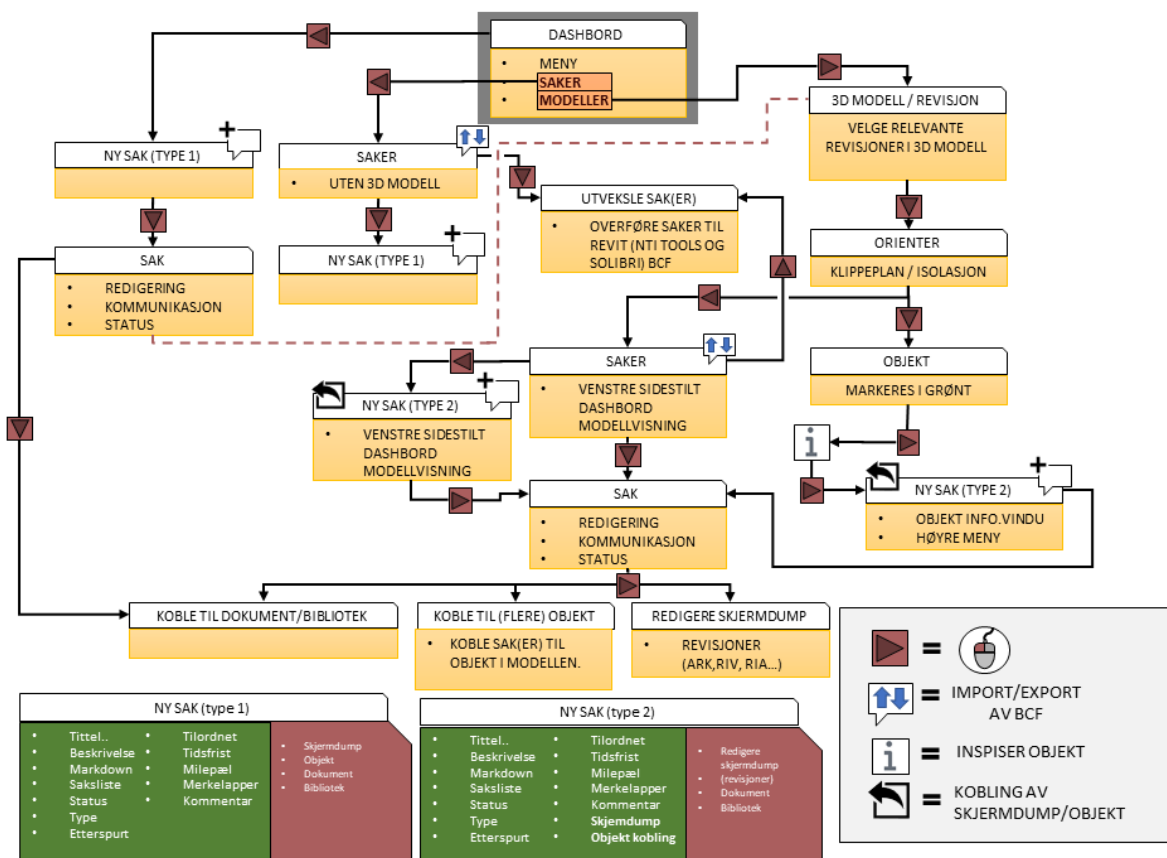 DASHBORD
• MENY
• SAKER
• MODELLER
NY SAK (TYPE 1)
SAKER
• UTEN 3D MODELL
3D MODELL / REVISJON
VELGE RELEVANTE
REVISJONER I 3D MODELL
UTVEKSLE SAK(ER)
• OVERFØRE SAKER TIL
REVIT (NTI TOOLS OG
SOLIBRI) BCF
SAK
• REDIGERING
• KOMMUNIKASJON
• STATUS
NY SAK (TYPE 1)
ORIENTER
KLIPPEPLAN / ISOLASJON
SAKER
• VENSTRE SIDESTILT
DASHBORD
MODELLVISNING
OBJEKT
MARKERES I GRØNT
NY SAK (TYPE 2)
• VENSTRE SIDESTILT
DASHBORD
MODELLVISNING
i
SAK
• REDIGERING
• KOMMUNIKASJON
• STATUS
NY SAK (TYPE 2)
• OBJEKT INFO.VINDU
• HØYRE MENY
KOBLE TIL DOKUMENT/BIBLIOTEK
KOBLE TIL (FLERE) OBJEKT
• KOBLE SAK(ER) TIL
OBJEKT I MODELLEN.
REDIGERE SKJERMDUMP
• REVISJONER
(ARK,RIV, RIA...)
=
= IMPORT/EXPORT
AV BCF
i = INSPISER OBJEKT
= KOBLING AV
SKJERMDUMP/OBJEKT
NY SAK (type 1)
• Tittel..
• Beskrivelse
• Markdown
• Saksliste
• Status
• Type
• Etterspurt
• Tilordnet
• Tidsfrist
• Milepæl
• Merkelapper
• Kommentar
• Skjermdump
• Objekt
• Dokument
• Bibliotek
NY SAK (type 2)
• Tittel..
• Beskrivelse
• Markdown
• Saksliste
• Status
• Type
• Etterspurt
• Tilordnet
• Tidsfrist
• Milepæl
• Merkelapper
• Kommentar
• Skjemdump
• Objekt kobling
• Redigere
skjermdump
• (revisjoner)
• Dokument
• Bibliotek